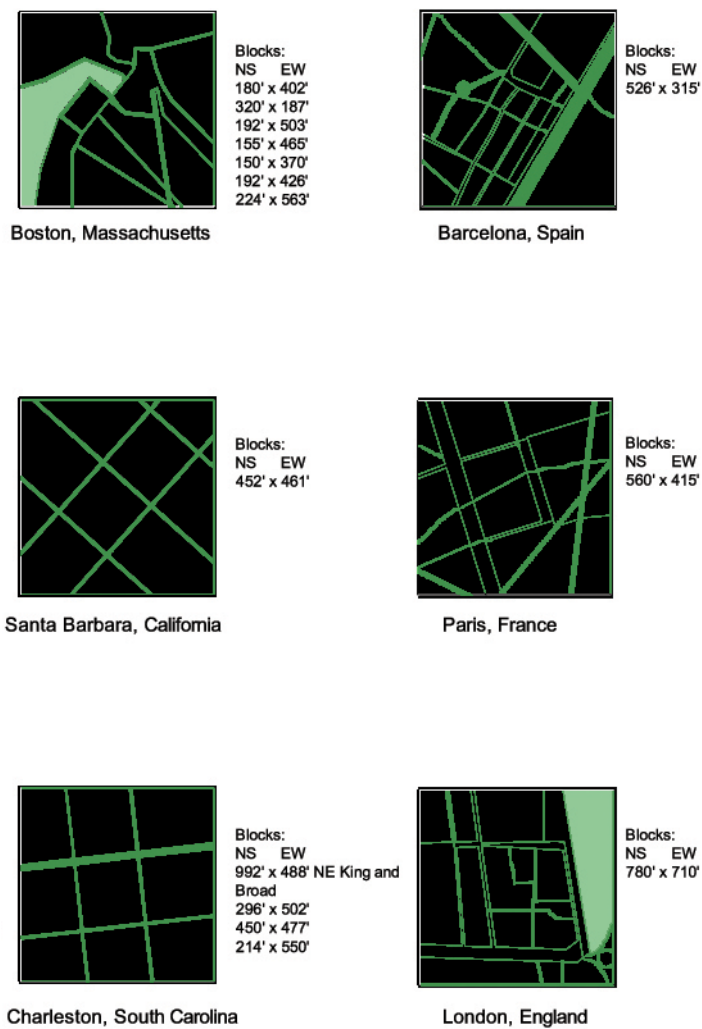 Blocks:
NS EW
180' x 402'
320' x 187'
192' x 503'
155' x 465'
150' x 370'
192' x 426'
224' x 563'
Boston, Massachusetts
Blocks:
NS EW
526' x 315'
Barcelona, Spain
Blocks:
NS EW
452' x 461'
Santa Barbara, California
Blocks:
NS EW
560' x 415'
Paris, France
Blocks:
NS EW
992' x 488' NE King and
Broad
296' x 502'
450' x 477'
214' x 550'
Charleston, South Carolina
Blocks:
NS EW
780' x 710'
London, England